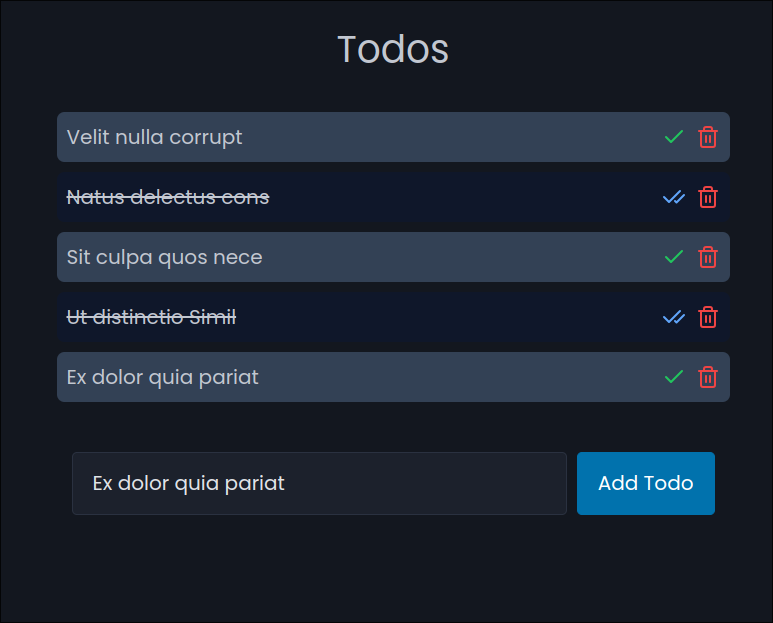 Todos
Velit nulla corrupt
Natus delectus cons
Sit culpa quos nece
Ut distinctio Simil
Ex dolor quia pariat
Ex dolor quia pariat
Add Todo